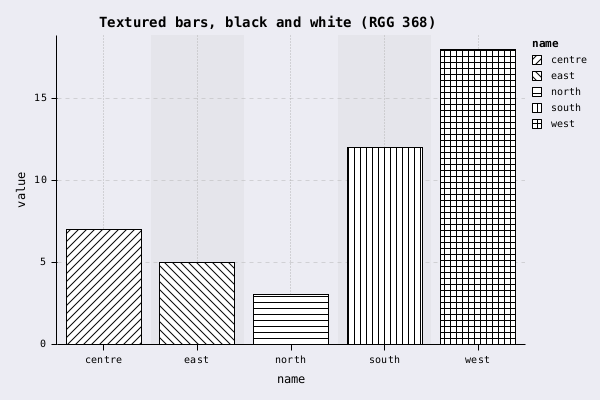 Textured bars, black and white (RGG 368)
name
centre
east
north
south
west
value
15
10
5
0
centre east north south west
name